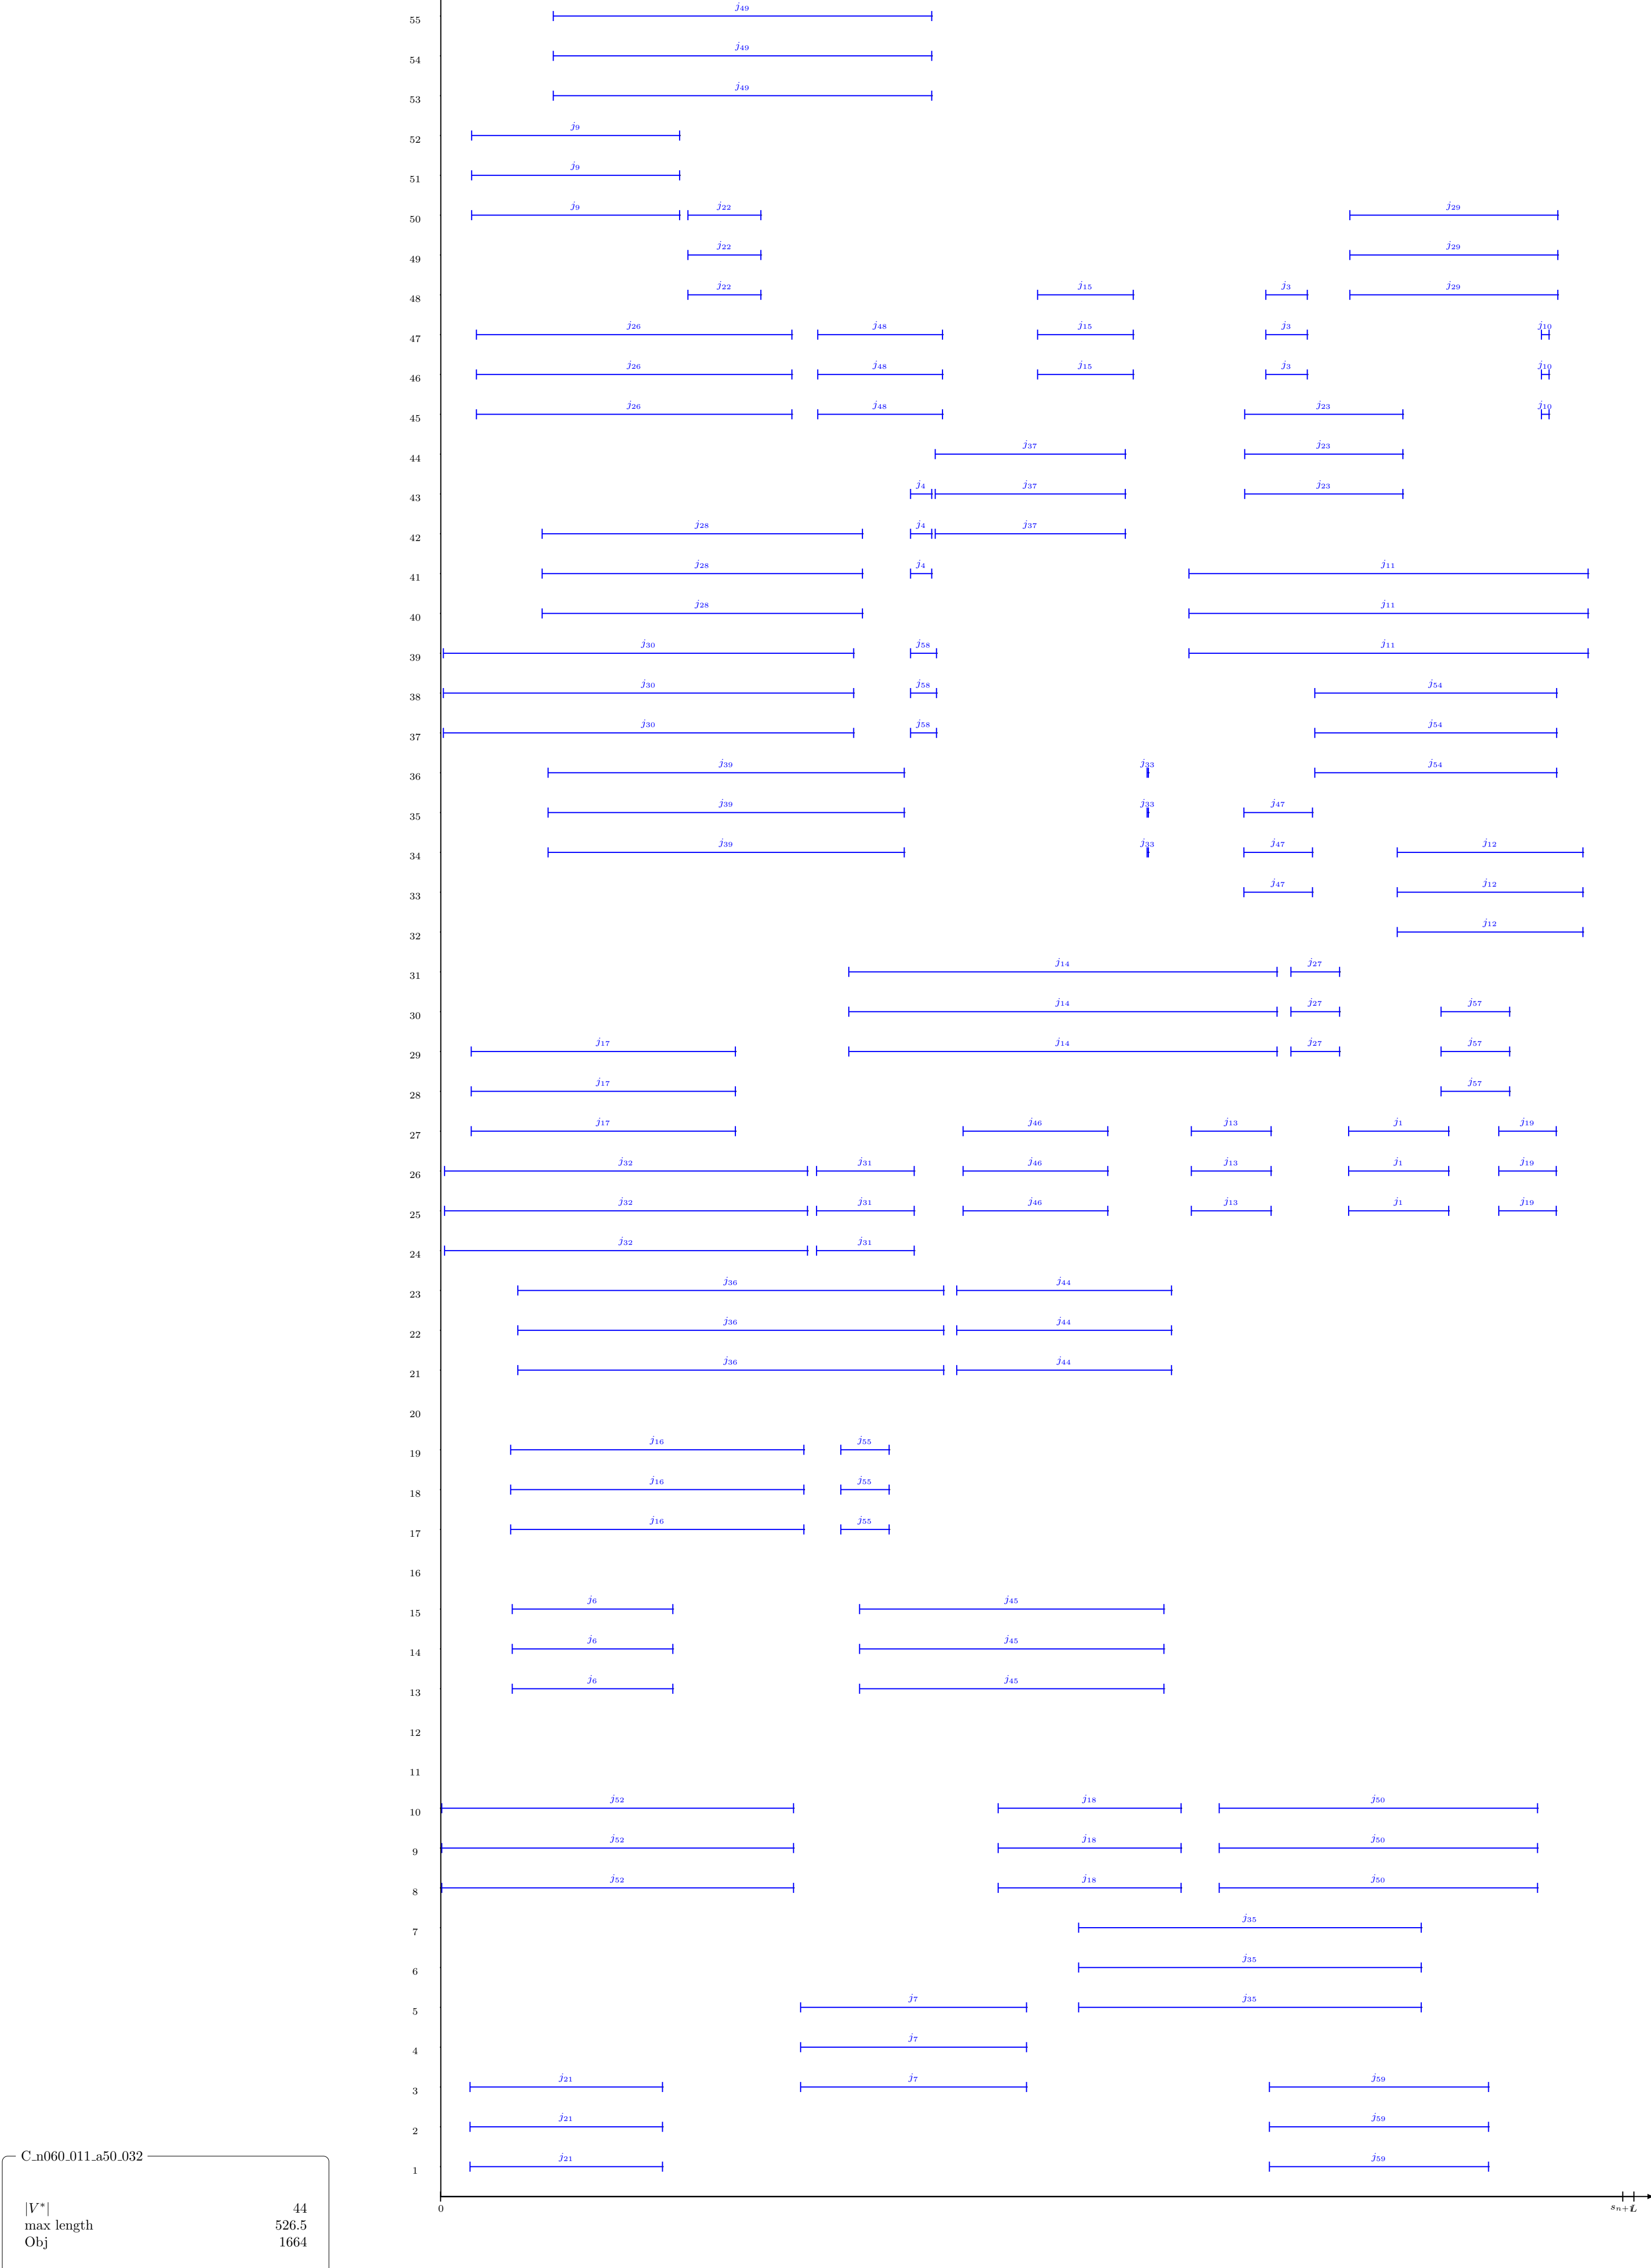 55 j49
54 j49
53 j49
52 j9
51 j9
50 j9 j22 j29
49 j22 j29
48 j22 j15 j3 j29
47 j26 j48 j15 j3 j10
46 j26 j48 j15 j3 j10
45 j26 j48 j23 j10
44 j37 j23
43 j4 j37 j23
42 j28 j4 j37
41 j28 j4 j11
40 j28 j11
39 j30 j58 j11
38 j30 j58 j54
37 j30 j58 j54
36 j39 j33 j54
35 j39 j33 j47
34 j39 j33 j47 j12
33 j47 j12
32 j12
31 j14 j27
30 j14 j27 j57
29 j17 j14 j27 j57
28 j17 j57
27 j17 j46 j13 j1 j19
26 j32 j31 j46 j13 j1 j19
25 j32 j31 j46 j13 j1 j19
24 j32 j31
23 j36 j44
22 j36 j44
21 j36 j44
20
19 j16 j55
18 j16 j55
17 j16 j55
16
15 j6 j45
14 j6 j45
13 j6 j45
12
11
10 j52 j18 j50
9 j52 j18 j50
8 j52 j18 j50
7 j35
6 j35
5 j7 j35
4 j7
3 j21 j7 j59
2 j21 j59
1 j21 j59
0 sn+1 L
C_n060_011_a50_032
|V*| 44
max length 526.5
Obj 1664